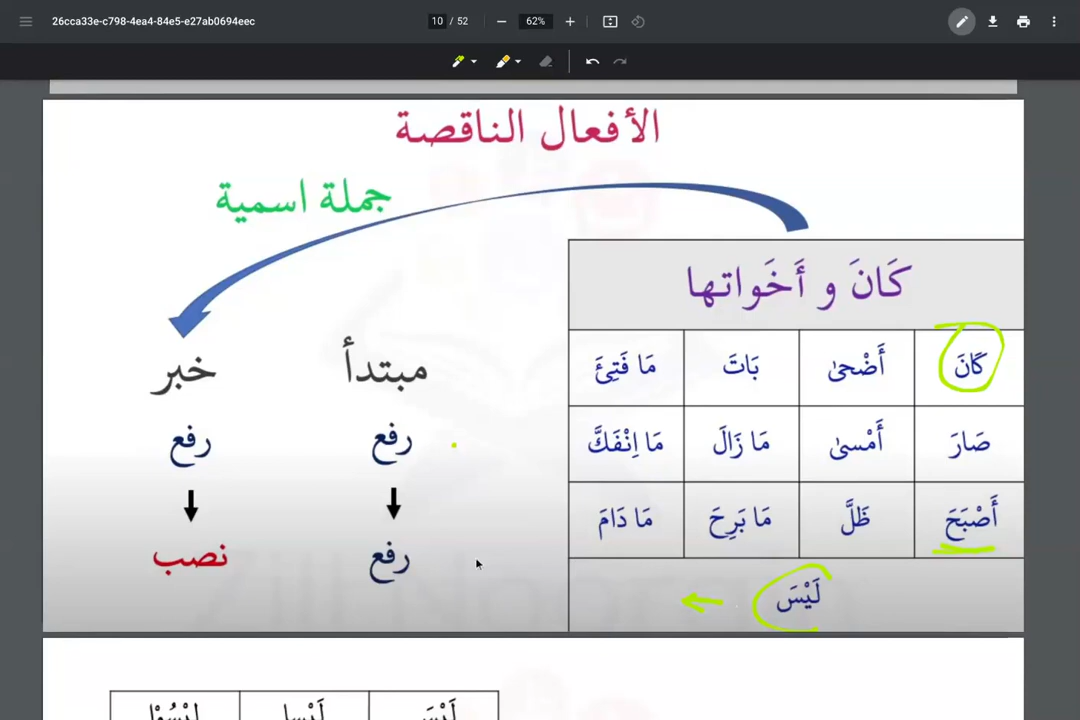 26cca33e-c798-4ea4-84e5-e27ab0694eec
10 / 52
62%
الأفعال الناقصة
جملة اسمية
كَانَ و أَخَواتها
كَانَ أَضْحىٰ بَاتَ مَا فَتِئَ
صَارَ أَمْسىٰ مَا زَالَ مَا اِنْفَكَّ
أَصْبَحَ ظَلَّ مَا بَرِحَ مَا دَامَ
لَيْسَ
مبتدأ خبر
رفع رفع
رفع نصب
لَيْسَ لَيْسا لَيْسُوْا